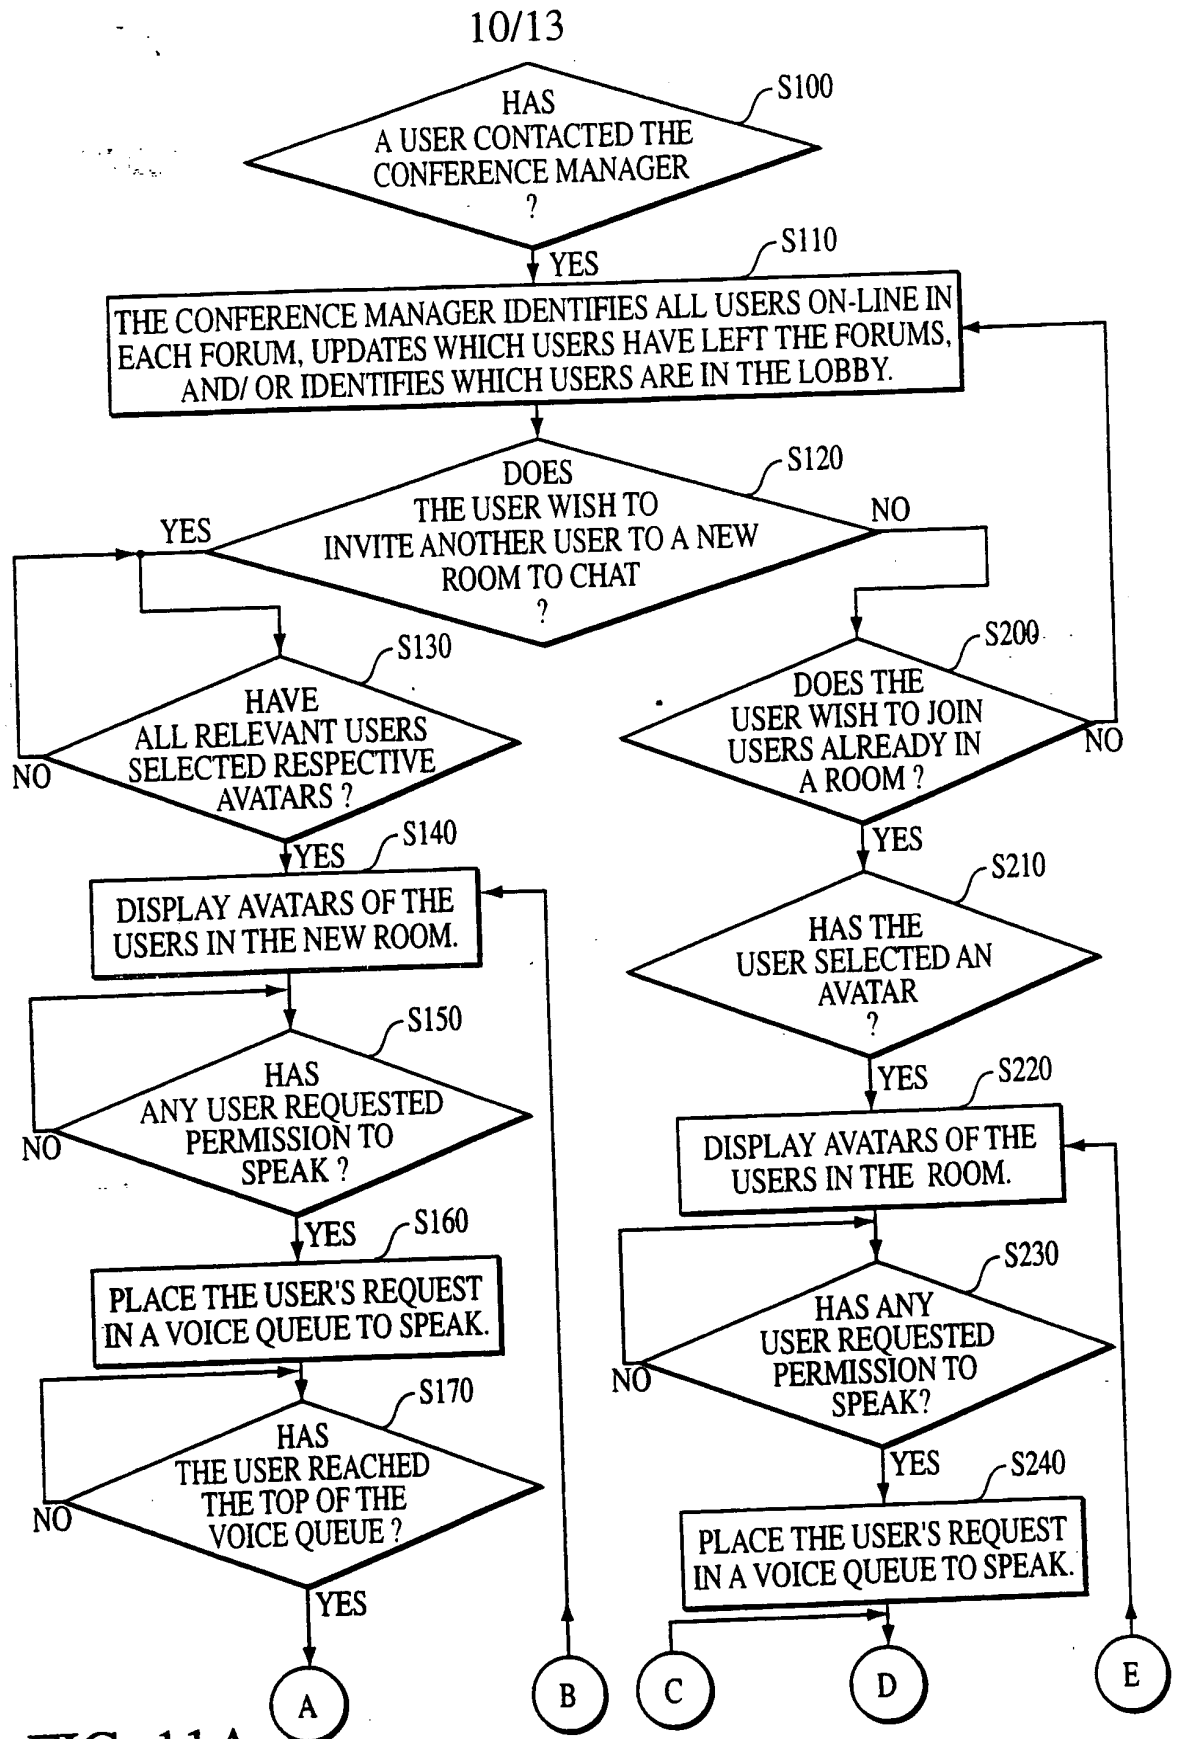 10/13
HAS
A USER CONTACTED THE
CONFERENCE MANAGER
?
S100
YES
S110
THE CONFERENCE MANAGER IDENTIFIES ALL USERS ON-LINE IN
EACH FORUM, UPDATES WHICH USERS HAVE LEFT THE FORUMS,
AND/ OR IDENTIFIES WHICH USERS ARE IN THE LOBBY.
S120
DOES
THE USER WISH TO
INVITE ANOTHER USER TO A NEW
ROOM TO CHAT
?
YES
NO
S130
HAVE
ALL RELEVANT USERS
SELECTED RESPECTIVE
AVATARS ?
NO
YES
S140
DISPLAY AVATARS OF THE
USERS IN THE NEW ROOM.
S150
HAS
ANY USER REQUESTED
PERMISSION TO
SPEAK ?
NO
YES
S160
PLACE THE USER'S REQUEST
IN A VOICE QUEUE TO SPEAK.
S170
HAS
THE USER REACHED
THE TOP OF THE
VOICE QUEUE ?
NO
YES
A
B
S200
DOES THE
USER WISH TO JOIN
USERS ALREADY IN
A ROOM ?
NO
YES
S210
HAS THE
USER SELECTED AN
AVATAR
?
YES
S220
DISPLAY AVATARS OF THE
USERS IN THE ROOM.
S230
HAS ANY
USER REQUESTED
PERMISSION TO
SPEAK?
NO
YES
S240
PLACE THE USER'S REQUEST
IN A VOICE QUEUE TO SPEAK.
C
D
E
FIG. 11A